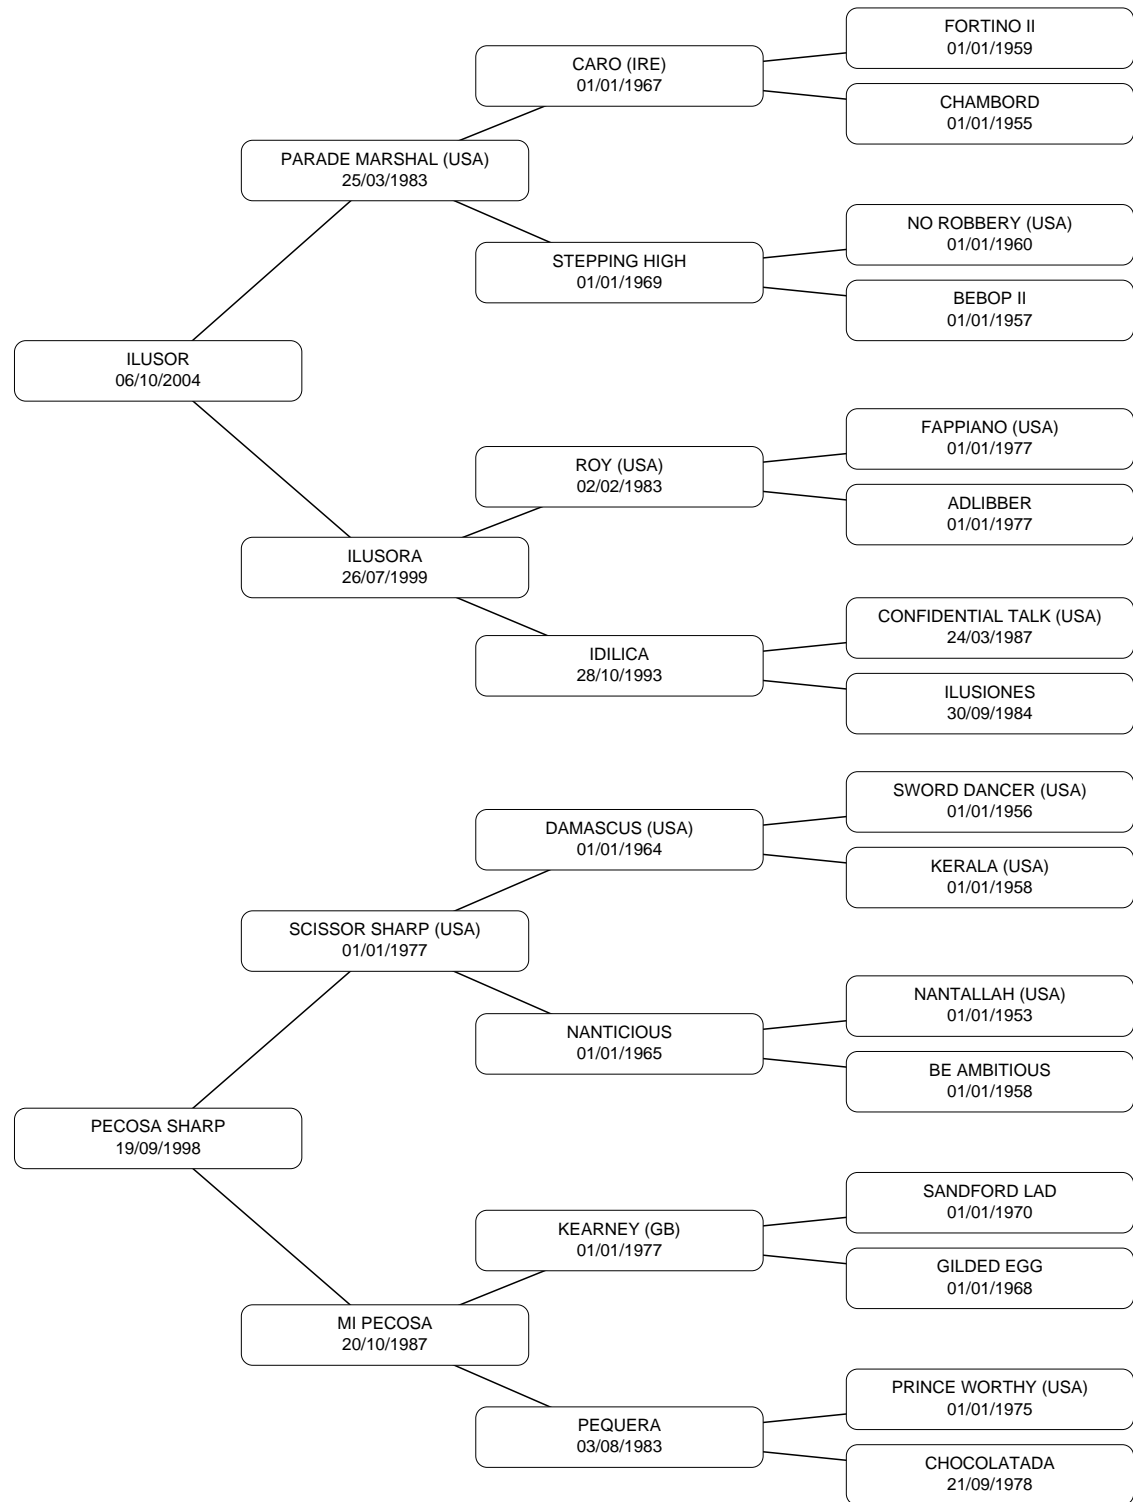 FORTINO II
01/01/1959
CARO (IRE)
01/01/1967
CHAMBORD
01/01/1955
PARADE MARSHAL (USA)
25/03/1983
NO ROBBERY (USA)
01/01/1960
STEPPING HIGH
01/01/1969
BEBOP II
01/01/1957
ILUSOR
06/10/2004
FAPPIANO (USA)
01/01/1977
ROY (USA)
02/02/1983
ADLIBBER
01/01/1977
ILUSORA
26/07/1999
CONFIDENTIAL TALK (USA)
24/03/1987
IDILICA
28/10/1993
ILUSIONES
30/09/1984
SWORD DANCER (USA)
01/01/1956
DAMASCUS (USA)
01/01/1964
KERALA (USA)
01/01/1958
SCISSOR SHARP (USA)
01/01/1977
NANTALLAH (USA)
01/01/1953
NANTICIOUS
01/01/1965
BE AMBITIOUS
01/01/1958
PECOSA SHARP
19/09/1998
SANDFORD LAD
01/01/1970
KEARNEY (GB)
01/01/1977
GILDED EGG
01/01/1968
MI PECOSA
20/10/1987
PRINCE WORTHY (USA)
01/01/1975
PEQUERA
03/08/1983
CHOCOLATADA
21/09/1978